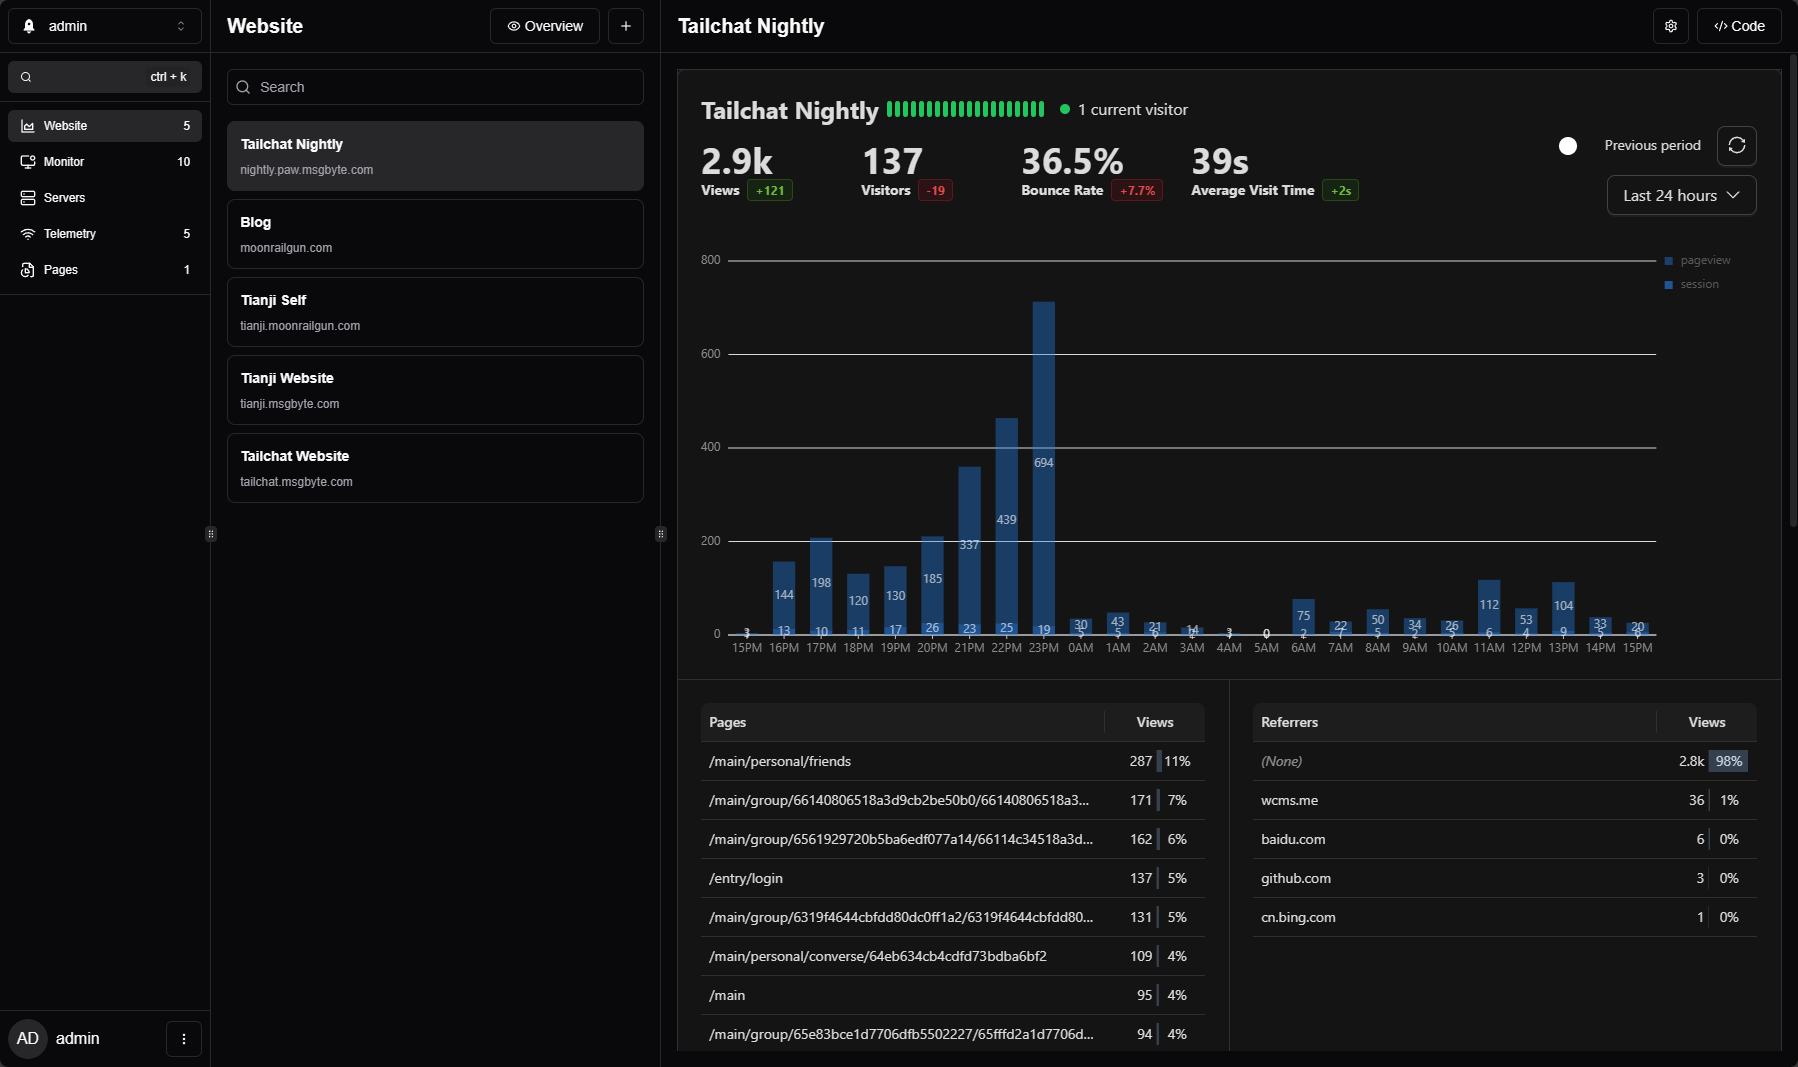 admin
ctrl + k
Website 5
Monitor 10
Servers
Telemetry 5
Pages 1
AD admin
Website
Overview
Search
Tailchat Nightly
nightly.paw.msgbyte.com
Blog
moonrailgun.com
Tianji Self
tianji.moonrailgun.com
Tianji Website
tianji.msgbyte.com
Tailchat Website
tailchat.msgbyte.com
Tailchat Nightly
</> Code
Tailchat Nightly 1 current visitor
2.9k 137 36.5% 39s
Views +121 Visitors -19 Bounce Rate +7.7% Average Visit Time +2s
Previous period
Last 24 hours
800
600
400
200
0
pageview
session
694
439
337
144 198 120 130 185 30 43 21 14 3 0 75 22 50 34 26 112 53 104 33 20
3 13 10 11 17 26 23 25 19 5 5 6 2 7 5 2 5 6 4 9 5 6
15PM 16PM 17PM 18PM 19PM 20PM 21PM 22PM 23PM 0AM 1AM 2AM 3AM 4AM 5AM 6AM 7AM 8AM 9AM 10AM 11AM 12PM 13PM 14PM 15PM
Pages Views
/main/personal/friends 287 11%
/main/group/66140806518a3d9cb2be50b0/66140806518a3... 171 7%
/main/group/6561929720b5ba6edf077a14/66114c34518a3d... 162 6%
/entry/login 137 5%
/main/group/6319f4644cbfdd80dc0ff1a2/6319f4644cbfdd80... 131 5%
/main/personal/converse/64eb634cb4cdfd73bdba6bf2 109 4%
/main 95 4%
/main/group/65e83bce1d7706dfb5502227/65fffd2a1d7706d... 94 4%
Referrers Views
(None) 2.8k 98%
wcms.me 36 1%
baidu.com 6 0%
github.com 3 0%
cn.bing.com 1 0%